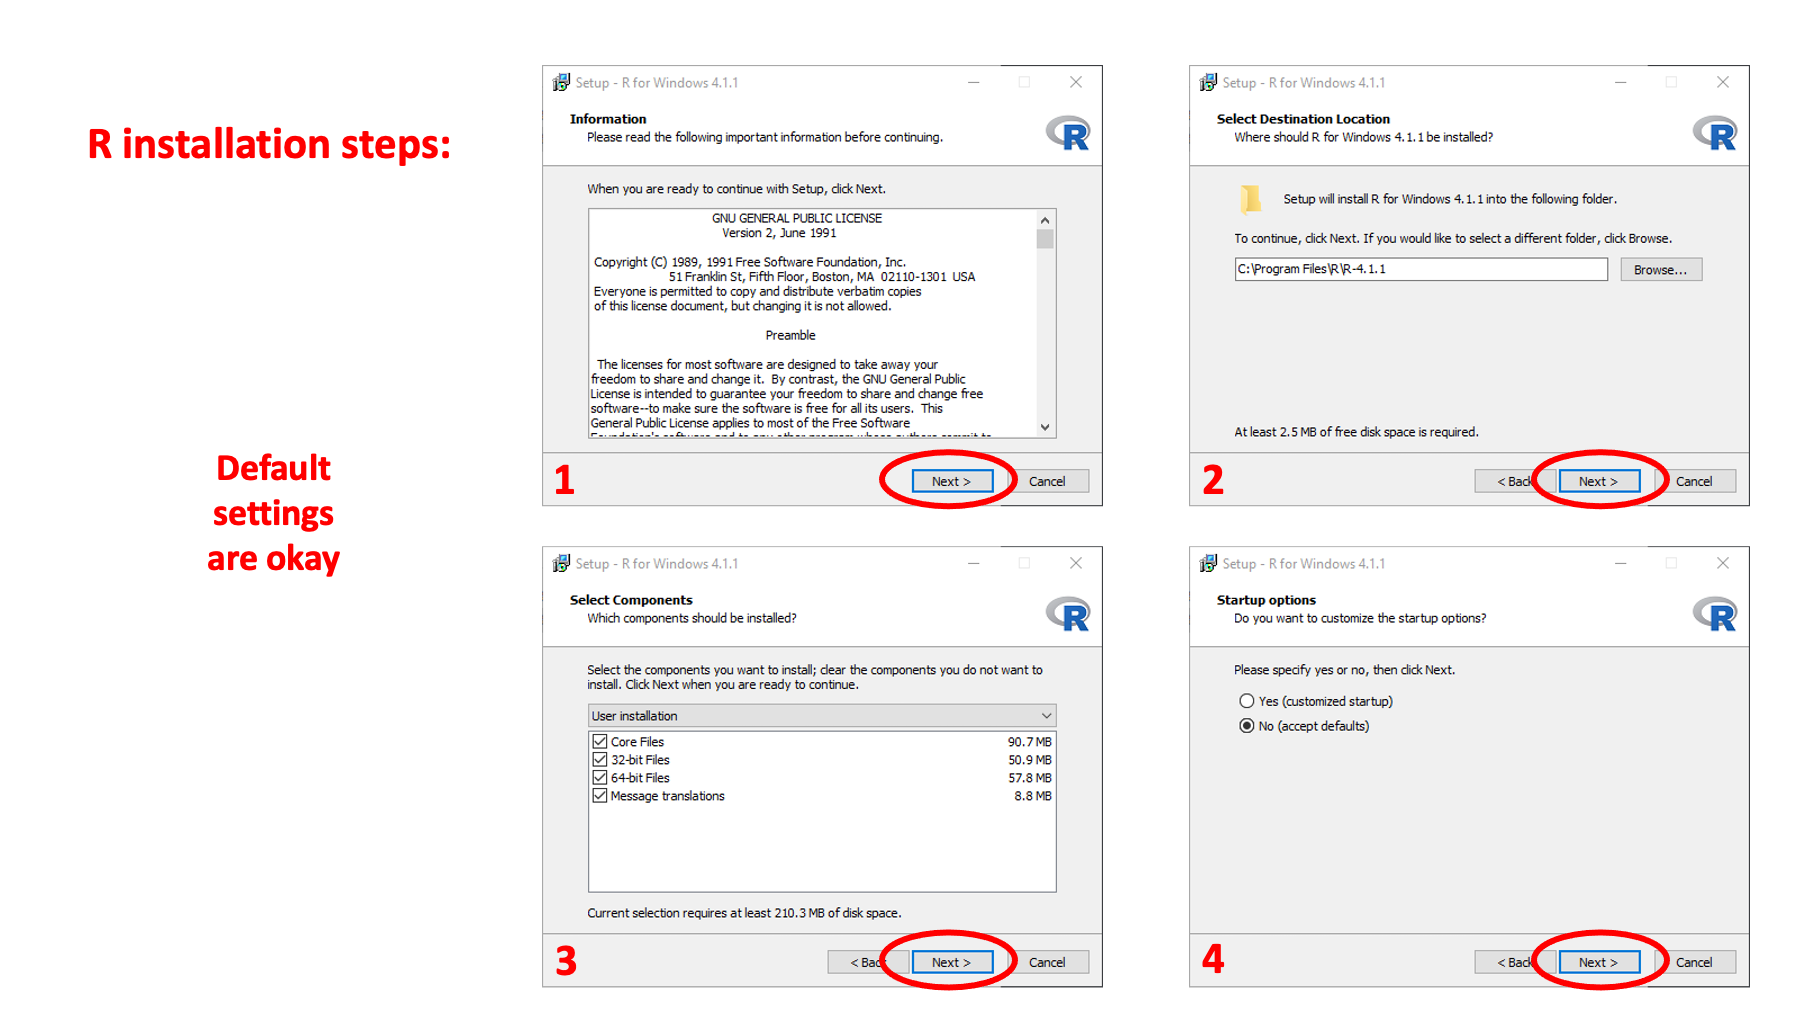 R installation steps:
Default
settings
are okay
Setup - R for Windows 4.1.1
Information
Please read the following important information before continuing.
R
When you are ready to continue with Setup, click Next.
GNU GENERAL PUBLIC LICENSE
Version 2, June 1991
Copyright (C) 1989, 1991 Free Software Foundation, Inc.
51 Franklin St, Fifth Floor, Boston, MA 02110-1301 USA
Everyone is permitted to copy and distribute verbatim copies
of this license document, but changing it is not allowed.
Preamble
The licenses for most software are designed to take away your
freedom to share and change it. By contrast, the GNU General Public
License is intended to guarantee your freedom to share and change free
software--to make sure the software is free for all its users. This
General Public License applies to most of the Free Software
Foundation's software and to any other program whose authors commit to
1
Next >
Cancel
Setup - R for Windows 4.1.1
Select Destination Location
Where should R for Windows 4.1.1 be installed?
R
Setup will install R for Windows 4.1.1 into the following folder.
To continue, click Next. If you would like to select a different folder, click Browse.
C:\Program Files\R\R-4.1.1
Browse...
At least 2.5 MB of free disk space is required.
2
< Back
Next >
Cancel
Setup - R for Windows 4.1.1
Select Components
Which components should be installed?
R
Select the components you want to install; clear the components you do not want to
install. Click Next when you are ready to continue.
User installation
Core Files 90.7 MB
32-bit Files 50.9 MB
64-bit Files 57.8 MB
Message translations 8.8 MB
Current selection requires at least 210.3 MB of disk space.
3
< Back
Next >
Cancel
Setup - R for Windows 4.1.1
Startup options
Do you want to customize the startup options?
R
Please specify yes or no, then click Next.
Yes (customized startup)
No (accept defaults)
4
< Back
Next >
Cancel